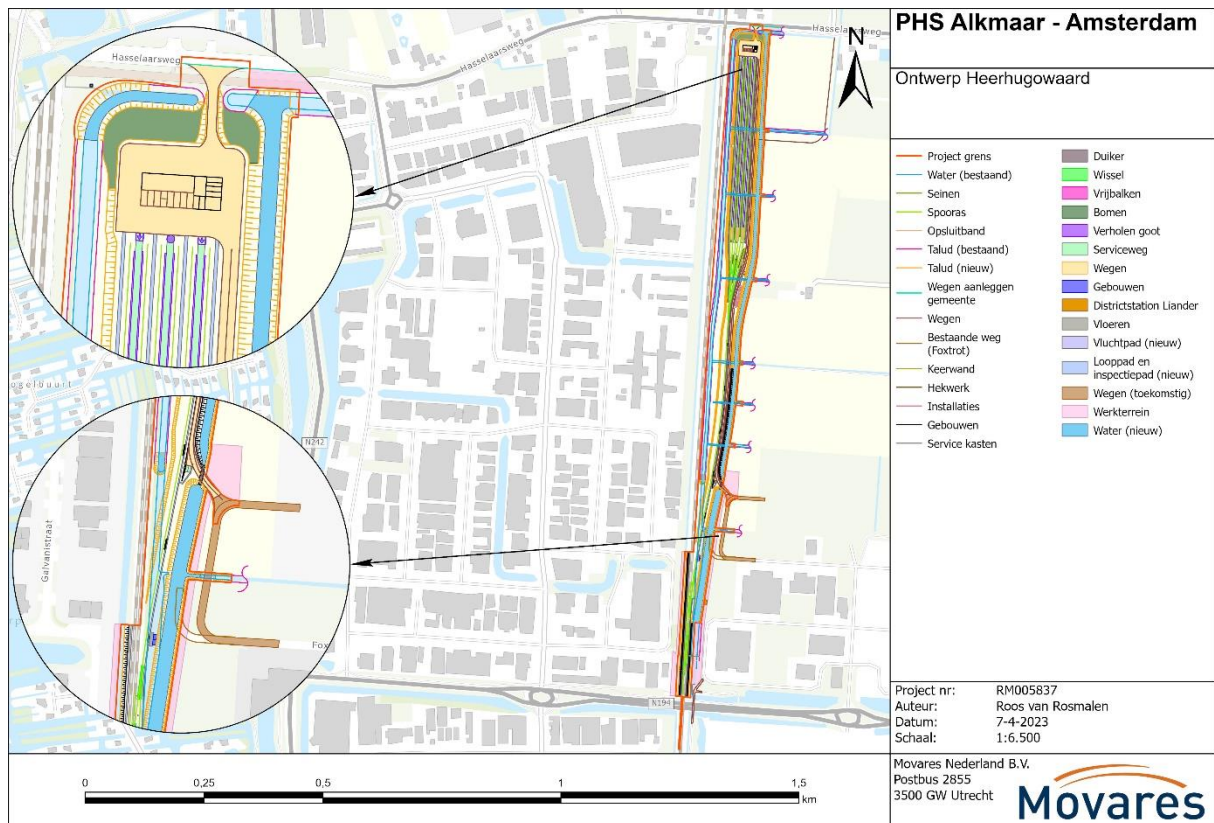 PHS Alkmaar - Amsterdam
Ontwerp Heerhugowaard
Project grens
Water (bestaand)
Seinen
Spooras
Opsluitband
Talud (bestaand)
Talud (nieuw)
Wegen aanleggen
gemeente
Wegen
Bestaande weg
(Foxtrot)
Keerwand
Hekwerk
Installaties
Gebouwen
Service kasten
Duiker
Wissel
Vrijbalken
Bomen
Verholen goot
Serviceweg
Wegen
Gebouwen
Districtstation Liander
Vloeren
Vluchtpad (nieuw)
Looppad en
inspectiepad (nieuw)
Wegen (toekomstig)
Werkterrein
Water (nieuw)
Project nr: RM005837
Auteur: Roos van Rosmalen
Datum: 7-4-2023
Schaal: 1:6.500
Movares Nederland B.V.
Postbus 2855
3500 GW Utrecht
Movares
N
Hasselaarsweg
Hasselaarsweg
Hasselaarsweg
ogelbuurt
N242
Galvanistraat
Fox
N194
0 0,25 0,5 1 1,5
km